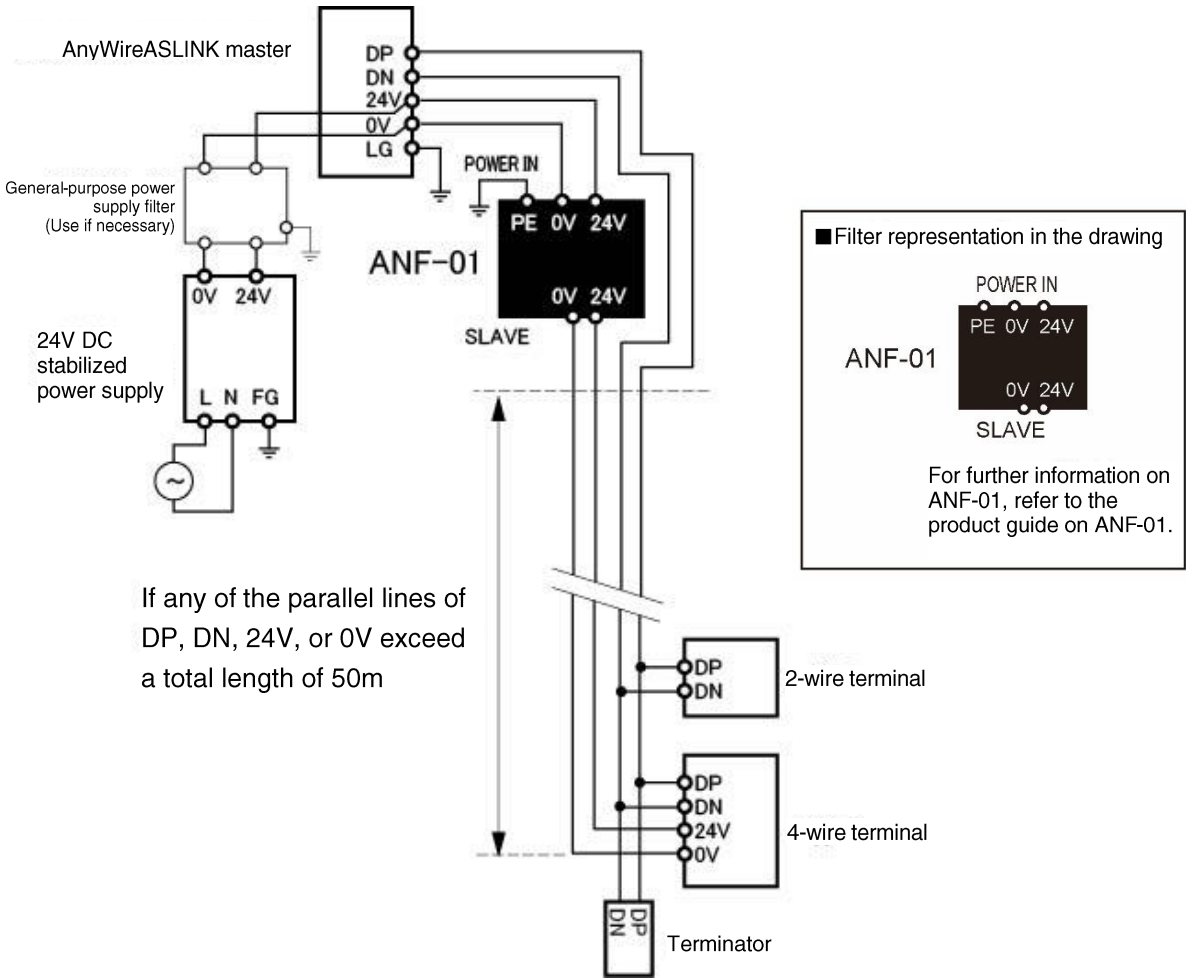 AnyWireASLINK master
DP
DN
24V
0V
LG
POWER IN
PE 0V 24V
ANF-01
0V 24V
SLAVE
General-purpose power
supply filter
(Use if necessary)
0V 24V
24V DC
stabilized
power supply
L N FG
~
If any of the parallel lines of
DP, DN, 24V, or 0V exceed
a total length of 50m
■Filter representation in the drawing
POWER IN
PE 0V 24V
ANF-01
0V 24V
SLAVE
For further information on
ANF-01, refer to the
product guide on ANF-01.
DP
DN
2-wire terminal
DP
DN
24V
0V
4-wire terminal
DN
DP
Terminator